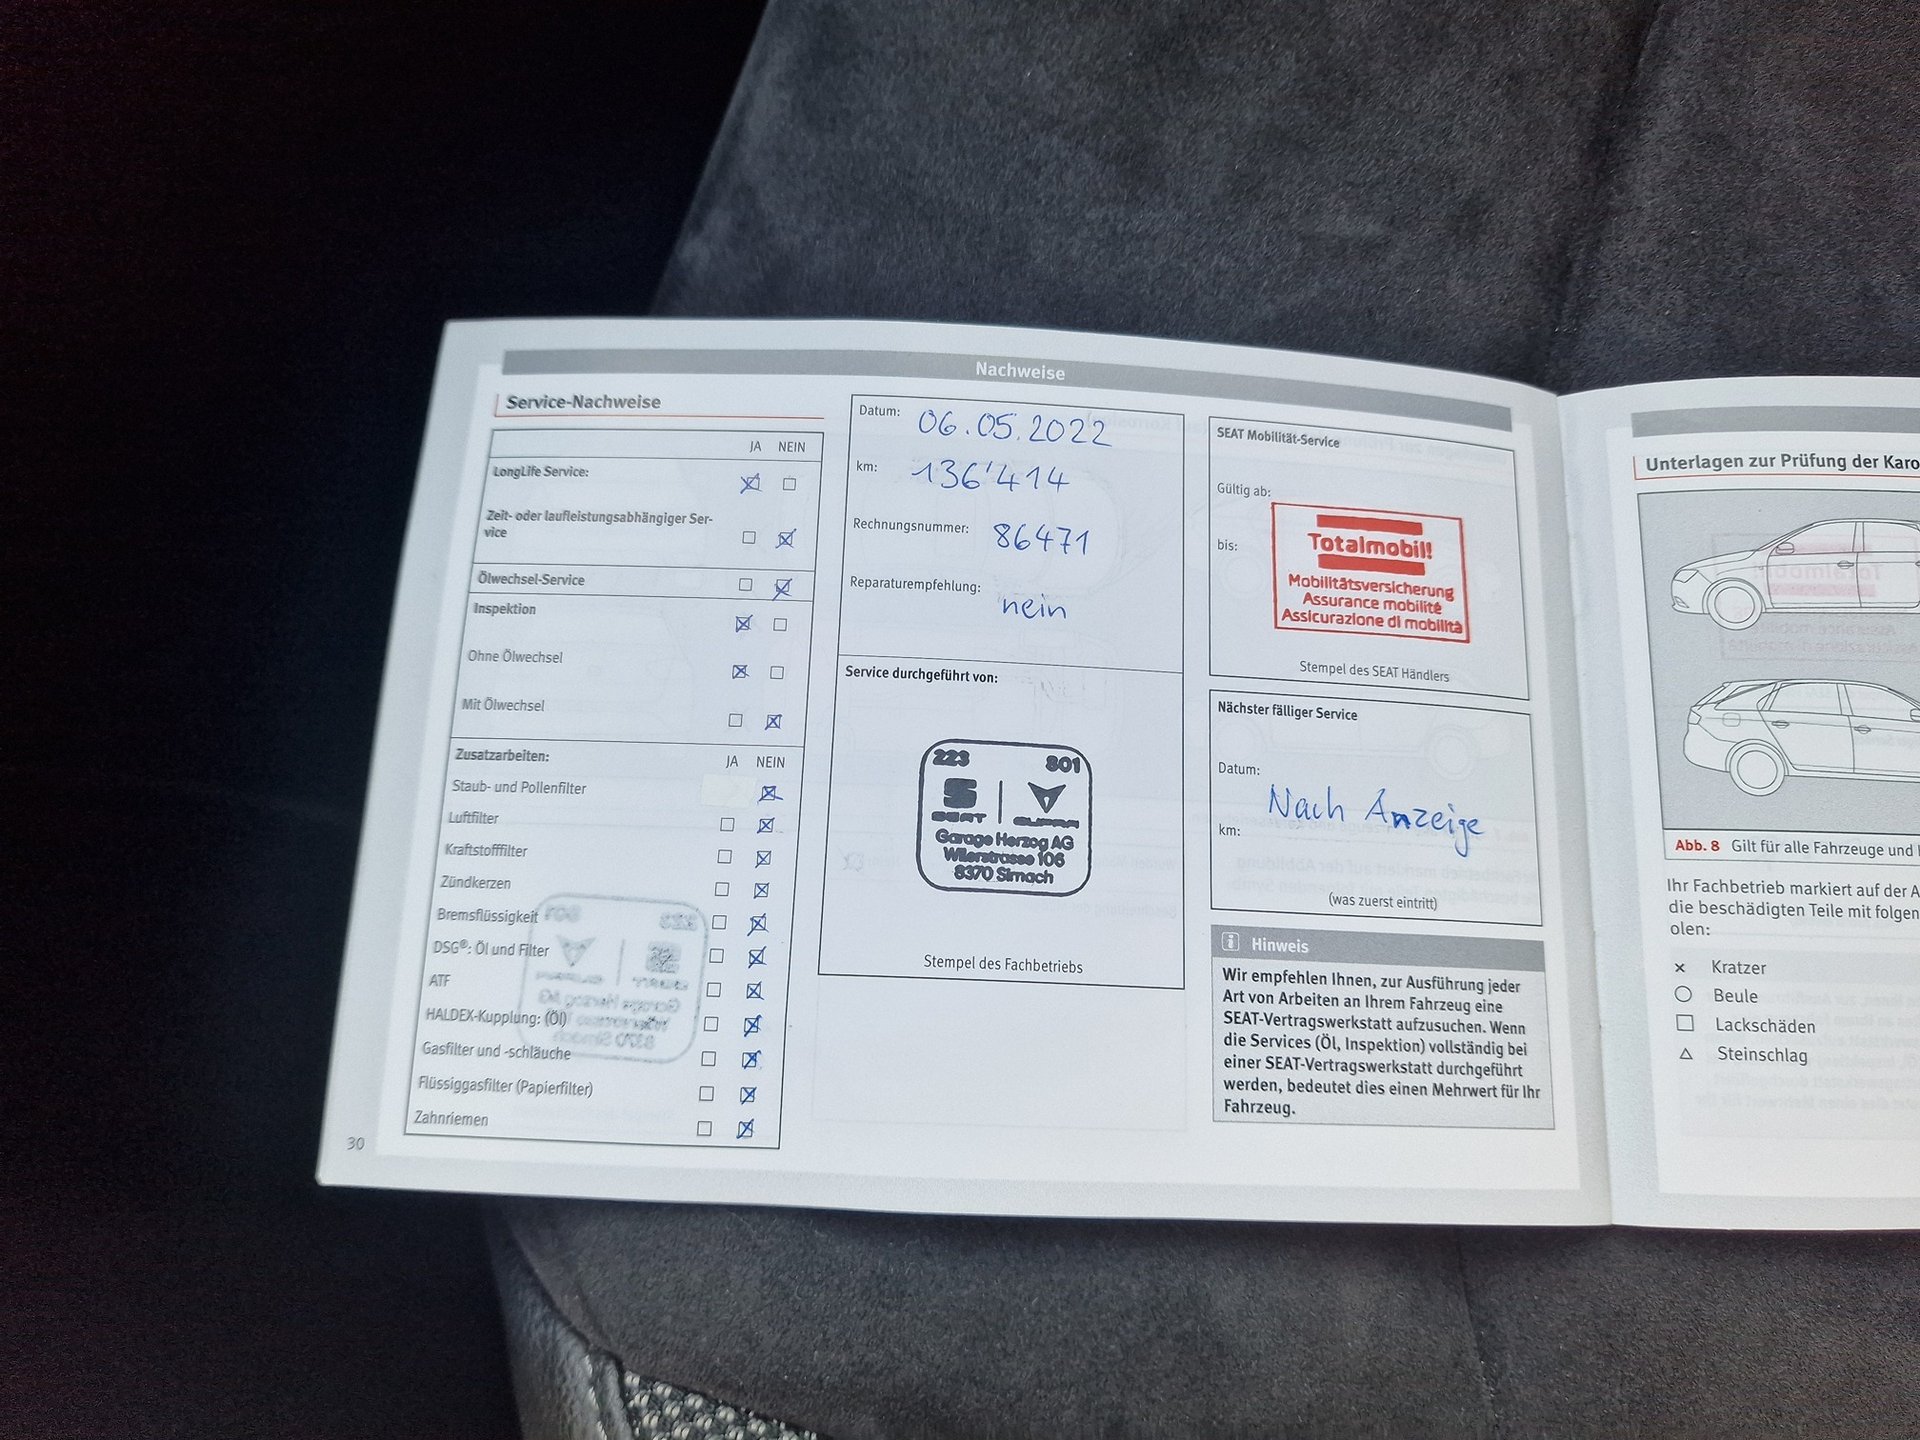 Nachweise
Service-Nachweise
JA NEIN
LongLife Service:
Zeit- oder laufleistungsabhängiger Ser-
vice
Ölwechsel-Service
Inspektion
Ohne Ölwechsel
Mit Ölwechsel
Zusatzarbeiten: JA NEIN
Staub- und Pollenfilter
Luftfilter
Kraftstofffilter
Zündkerzen
Bremsflüssigkeit
DSG®: Öl und Filter
ATF
HALDEX-Kupplung: (Öl)
Gasfilter und -schläuche
Flüssiggasfilter (Papierfilter)
Zahnriemen
30
Datum: 06.05.2022
km: 136'414
Rechnungsnummer: 86471
Reparaturempfehlung: nein
Service durchgeführt von:
223 801
SEAT CUPRA
Garage Herzog AG
Wilerstrasse 106
8370 Sirnach
Stempel des Fachbetriebs
SEAT Mobilität-Service
Gültig ab:
bis:
Totalmobil!
Mobilitätsversicherung
Assurance mobilité
Assicurazione di mobilità
Stempel des SEAT Händlers
Nächster fälliger Service
Datum:
Nach Anzeige
km:
(was zuerst eintritt)
Hinweis
Wir empfehlen Ihnen, zur Ausführung jeder
Art von Arbeiten an Ihrem Fahrzeug eine
SEAT-Vertragswerkstatt aufzusuchen. Wenn
die Services (Öl, Inspektion) vollständig bei
einer SEAT-Vertragswerkstatt durchgeführt
werden, bedeutet dies einen Mehrwert für Ihr
Fahrzeug.
Unterlagen zur Prüfung der Karo
Abb. 8 Gilt für alle Fahrzeuge und
Ihr Fachbetrieb markiert auf der A
die beschädigten Teile mit folgen
olen:
Kratzer
Beule
Lackschäden
Steinschlag